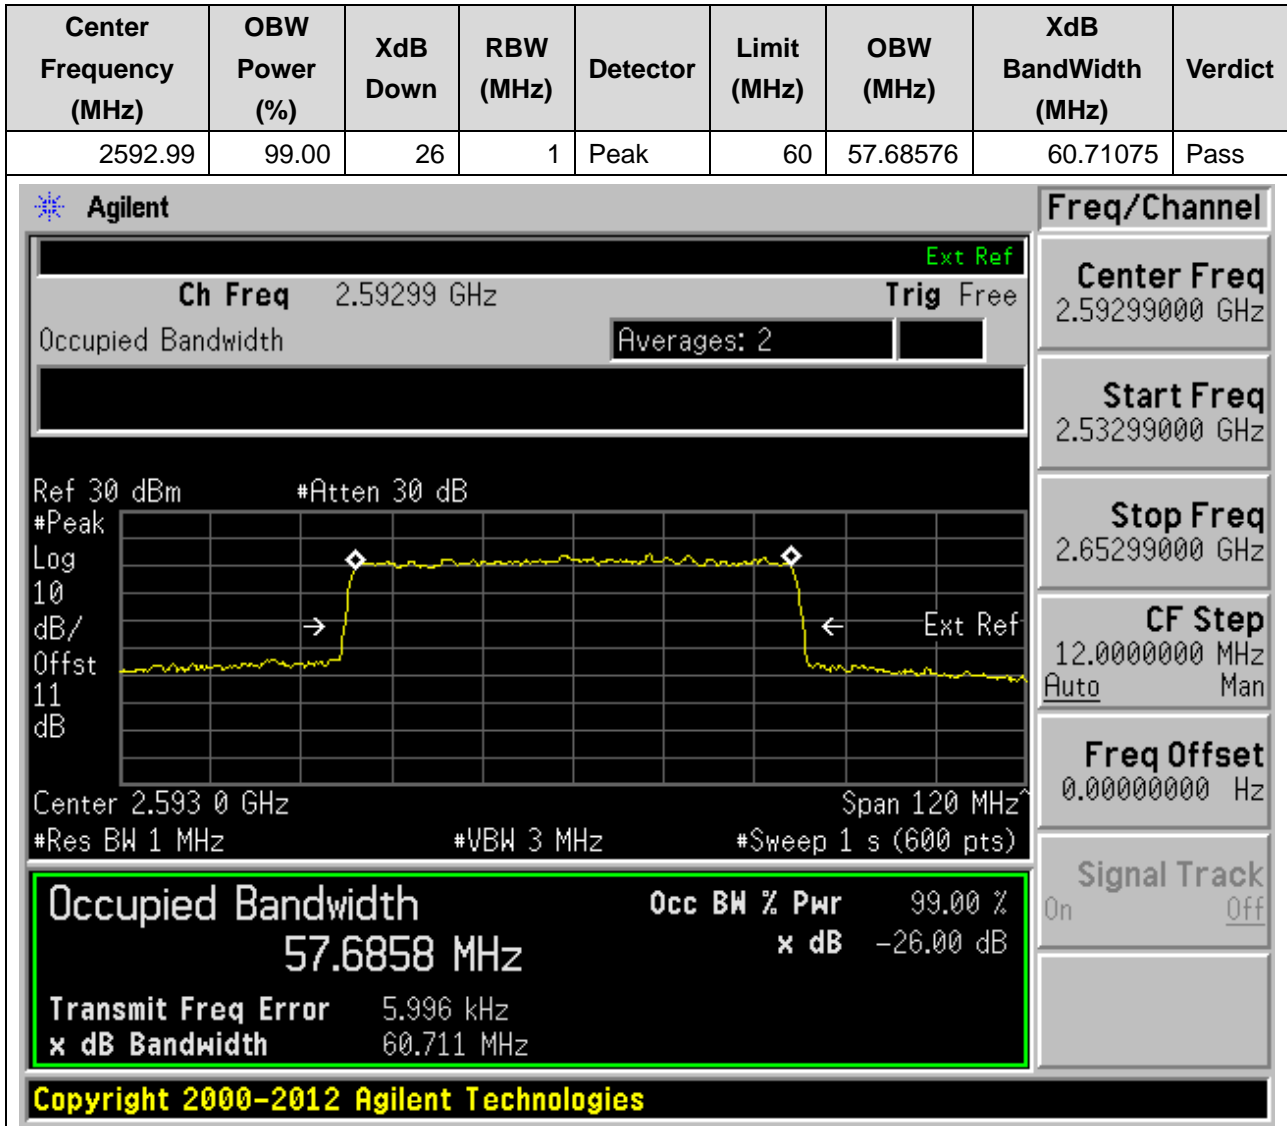 Center Frequency (MHz) OBW Power (%) XdB Down RBW (MHz) Detector Limit (MHz) OBW (MHz) XdB BandWidth (MHz) Verdict
2592.99 99.00 26 1 Peak 60 57.68576 60.71075 Pass
Agilent
Freq/Channel
Ext Ref
Ch Freq 2.59299 GHz Trig Free
Occupied Bandwidth Averages: 2
Ref 30 dBm #Atten 30 dB
#Peak
Log
10
dB/
Offst
11
dB
Ext Ref
Center 2.593 0 GHz Span 120 MHz^
#Res BW 1 MHz #VBW 3 MHz #Sweep 1 s (600 pts)
Occupied Bandwidth
57.6858 MHz
Occ BW % Pwr 99.00 %
x dB -26.00 dB
Transmit Freq Error 5.996 kHz
x dB Bandwidth 60.711 MHz
Center Freq
2.59299000 GHz
Start Freq
2.53299000 GHz
Stop Freq
2.65299000 GHz
CF Step
12.0000000 MHz
Auto Man
Freq Offset
0.00000000 Hz
Signal Track
On Off
Copyright 2000-2012 Agilent Technologies